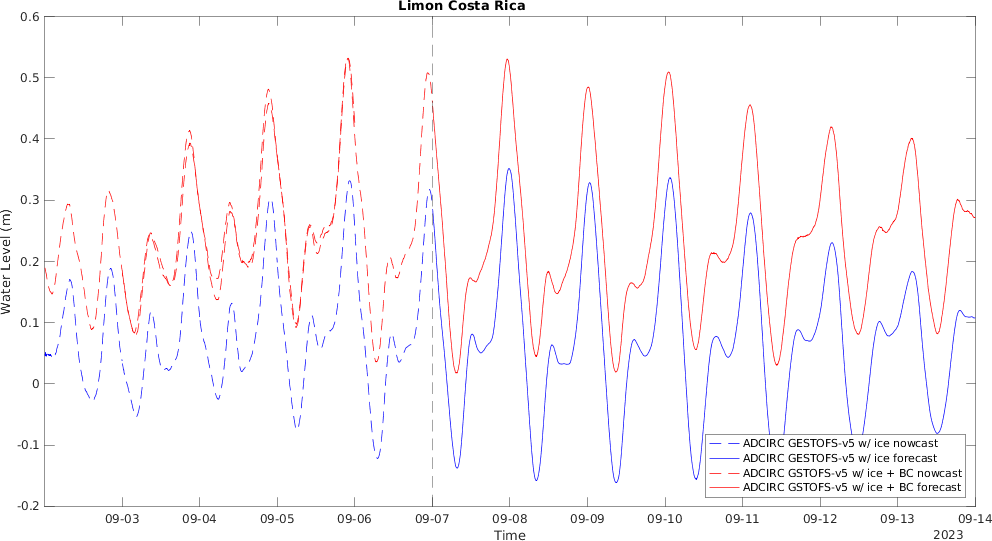 Limon Costa Rica
0.6
0.5
0.4
0.3
0.2
0.1
0
-0.1
-0.2
Water Level (m)
ADCIRC GESTOFS-v5 w/ ice nowcast
ADCIRC GESTOFS-v5 w/ ice forecast
ADCIRC GSTOFS-v5 w/ ice + BC nowcast
ADCIRC GSTOFS-v5 w/ ice + BC forecast
09-03 09-04 09-05 09-06 09-07 09-08 09-09 09-10 09-11 09-12 09-13 09-14
Time
2023